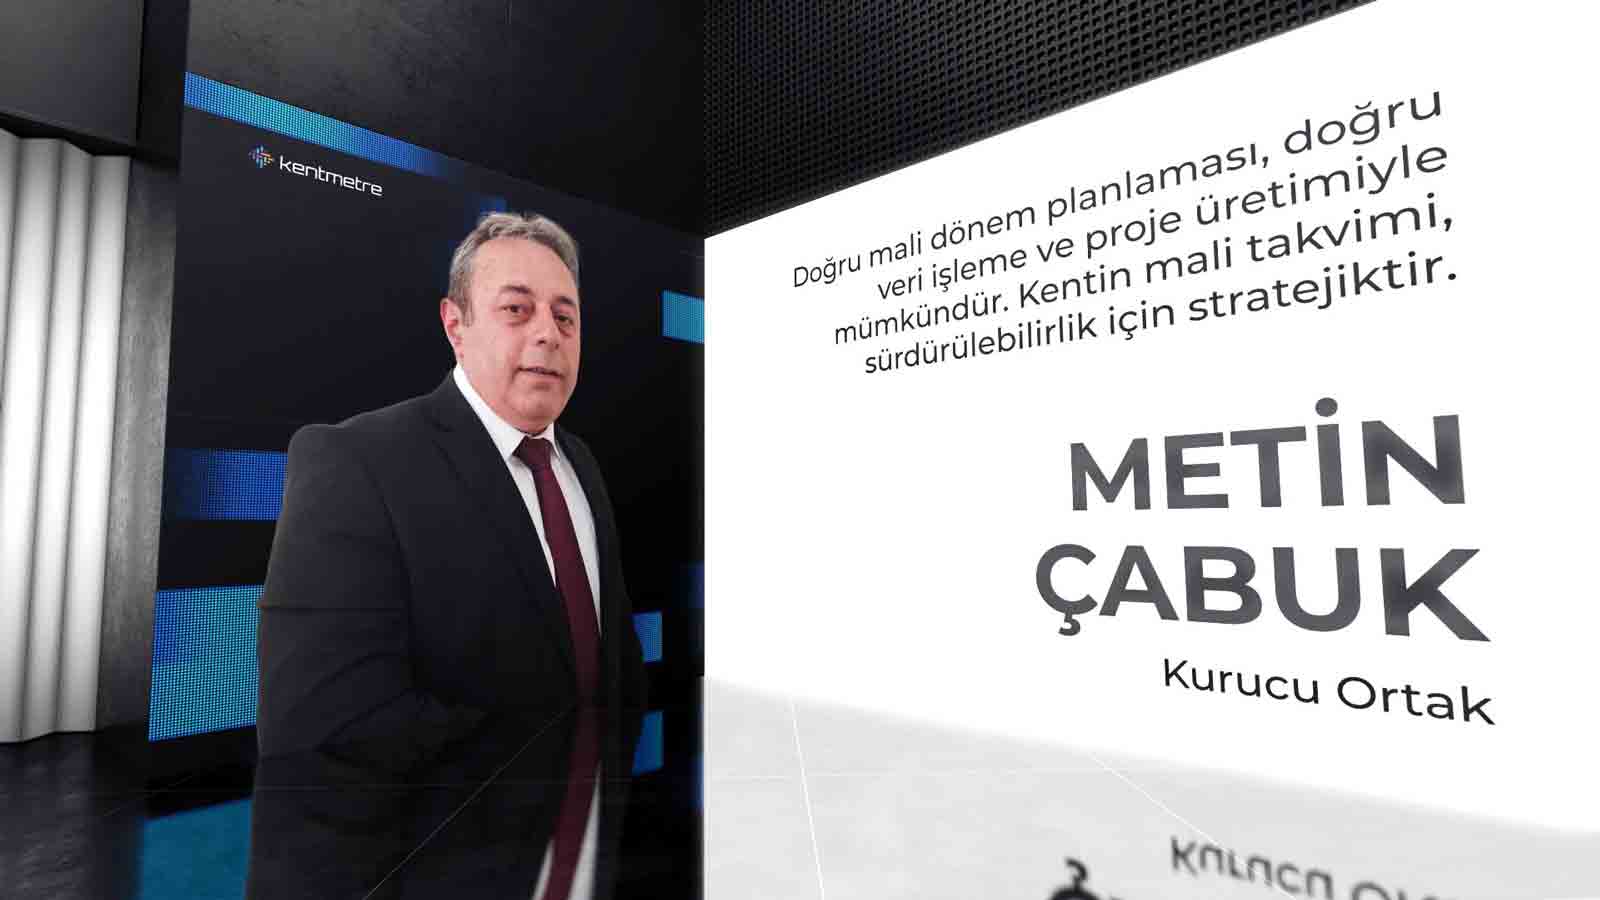 kentmetre
Doğru mali dönem planlaması, doğru
veri işleme ve proje üretimiyle
mümkündür. Kentin mali takvimi,
sürdürülebilirlik için stratejiktir.
METİN
ÇABUK
Kurucu Ortak